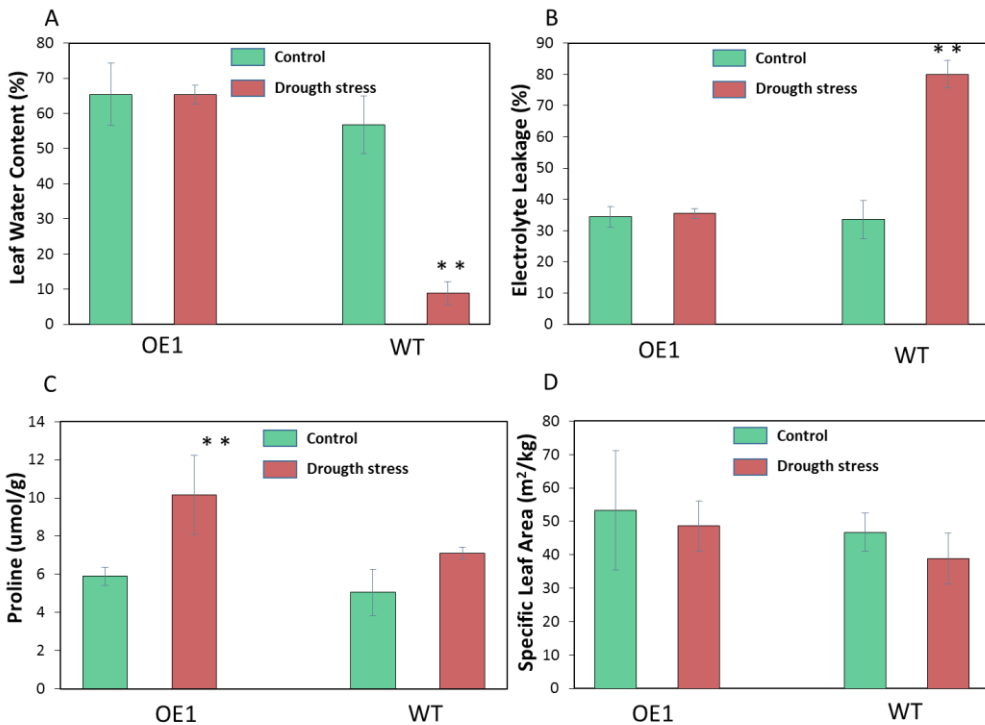 A
Leaf Water Content (%)
80
70
60
50
40
30
20
10
0
Control
Drougth stress
* *
OE1
WT
B
Electrolyte Leakage (%)
90
80
70
60
50
40
30
20
10
0
Control
Drougth stress
* *
OE1
WT
C
Proline (umol/g)
14
12
10
8
6
4
2
0
* *
Control
Drougth stress
OE1
WT
D
Specific Leaf Area (m²/kg)
80
70
60
50
40
30
20
10
0
Control
Drougth stress
OE1
WT